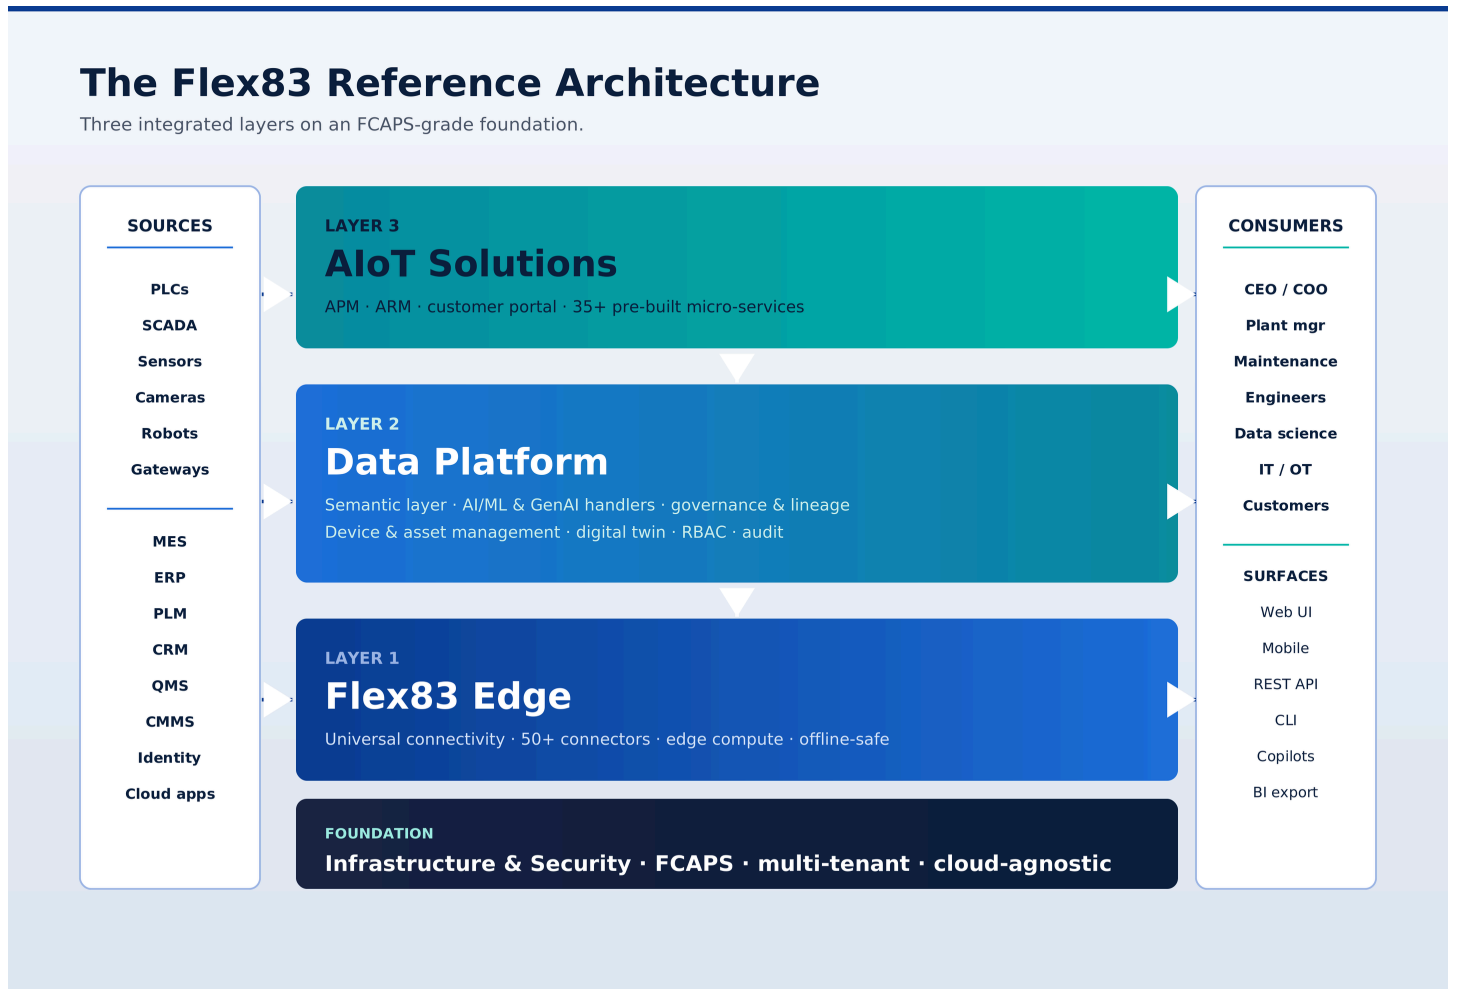 The Flex83 Reference Architecture
Three integrated layers on an FCAPS-grade foundation.
SOURCES
PLCs
SCADA
Sensors
Cameras
Robots
Gateways
MES
ERP
PLM
CRM
QMS
CMMS
Identity
Cloud apps
LAYER 3
AIoT Solutions
APM · ARM · customer portal · 35+ pre-built micro-services
LAYER 2
Data Platform
Semantic layer · AI/ML & GenAI handlers · governance & lineage
Device & asset management · digital twin · RBAC · audit
LAYER 1
Flex83 Edge
Universal connectivity · 50+ connectors · edge compute · offline-safe
FOUNDATION
Infrastructure & Security · FCAPS · multi-tenant · cloud-agnostic
CONSUMERS
CEO / COO
Plant mgr
Maintenance
Engineers
Data science
IT / OT
Customers
SURFACES
Web UI
Mobile
REST API
CLI
Copilots
BI export